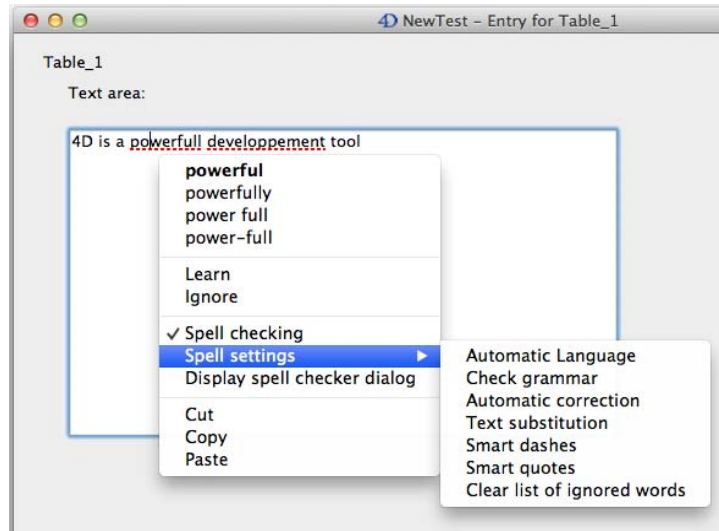 4D NewTest – Entry for Table_1
Table_1
Text area:
4D is a powerfull developpement tool
powerful
powerfully
power full
power-full
Learn
Ignore
✓ Spell checking
Spell settings ▶
Display spell checker dialog
Cut
Copy
Paste
Automatic Language
Check grammar
Automatic correction
Text substitution
Smart dashes
Smart quotes
Clear list of ignored words